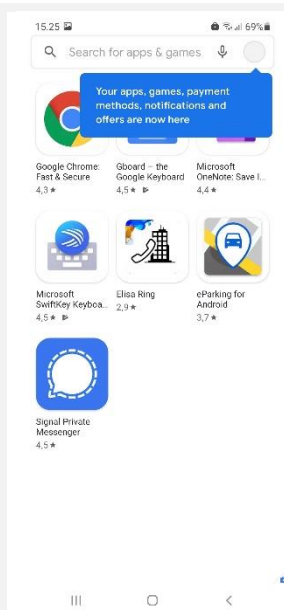 15.25 69%
Search for apps & games
Your apps, games, payment
methods, notifications and
offers are now here
Google Chrome:
Fast & Secure
4,3 ★
Gboard – the
Google Keyboard
4,5 ★
Microsoft
OneNote: Save I...
4,4 ★
Microsoft
SwiftKey Keyboa...
4,5 ★
Elisa Ring
2,9 ★
eParking for
Android
3,7 ★
Signal Private
Messenger
4,5 ★